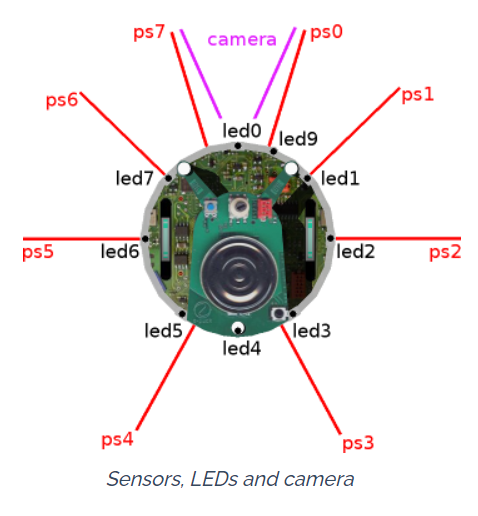 ps7
camera
ps0
ps6
ps1
led0
led9
led7
led1
ps5
led6
led2
ps2
led5
led3
led4
ps4
ps3
Sensors, LEDs and camera